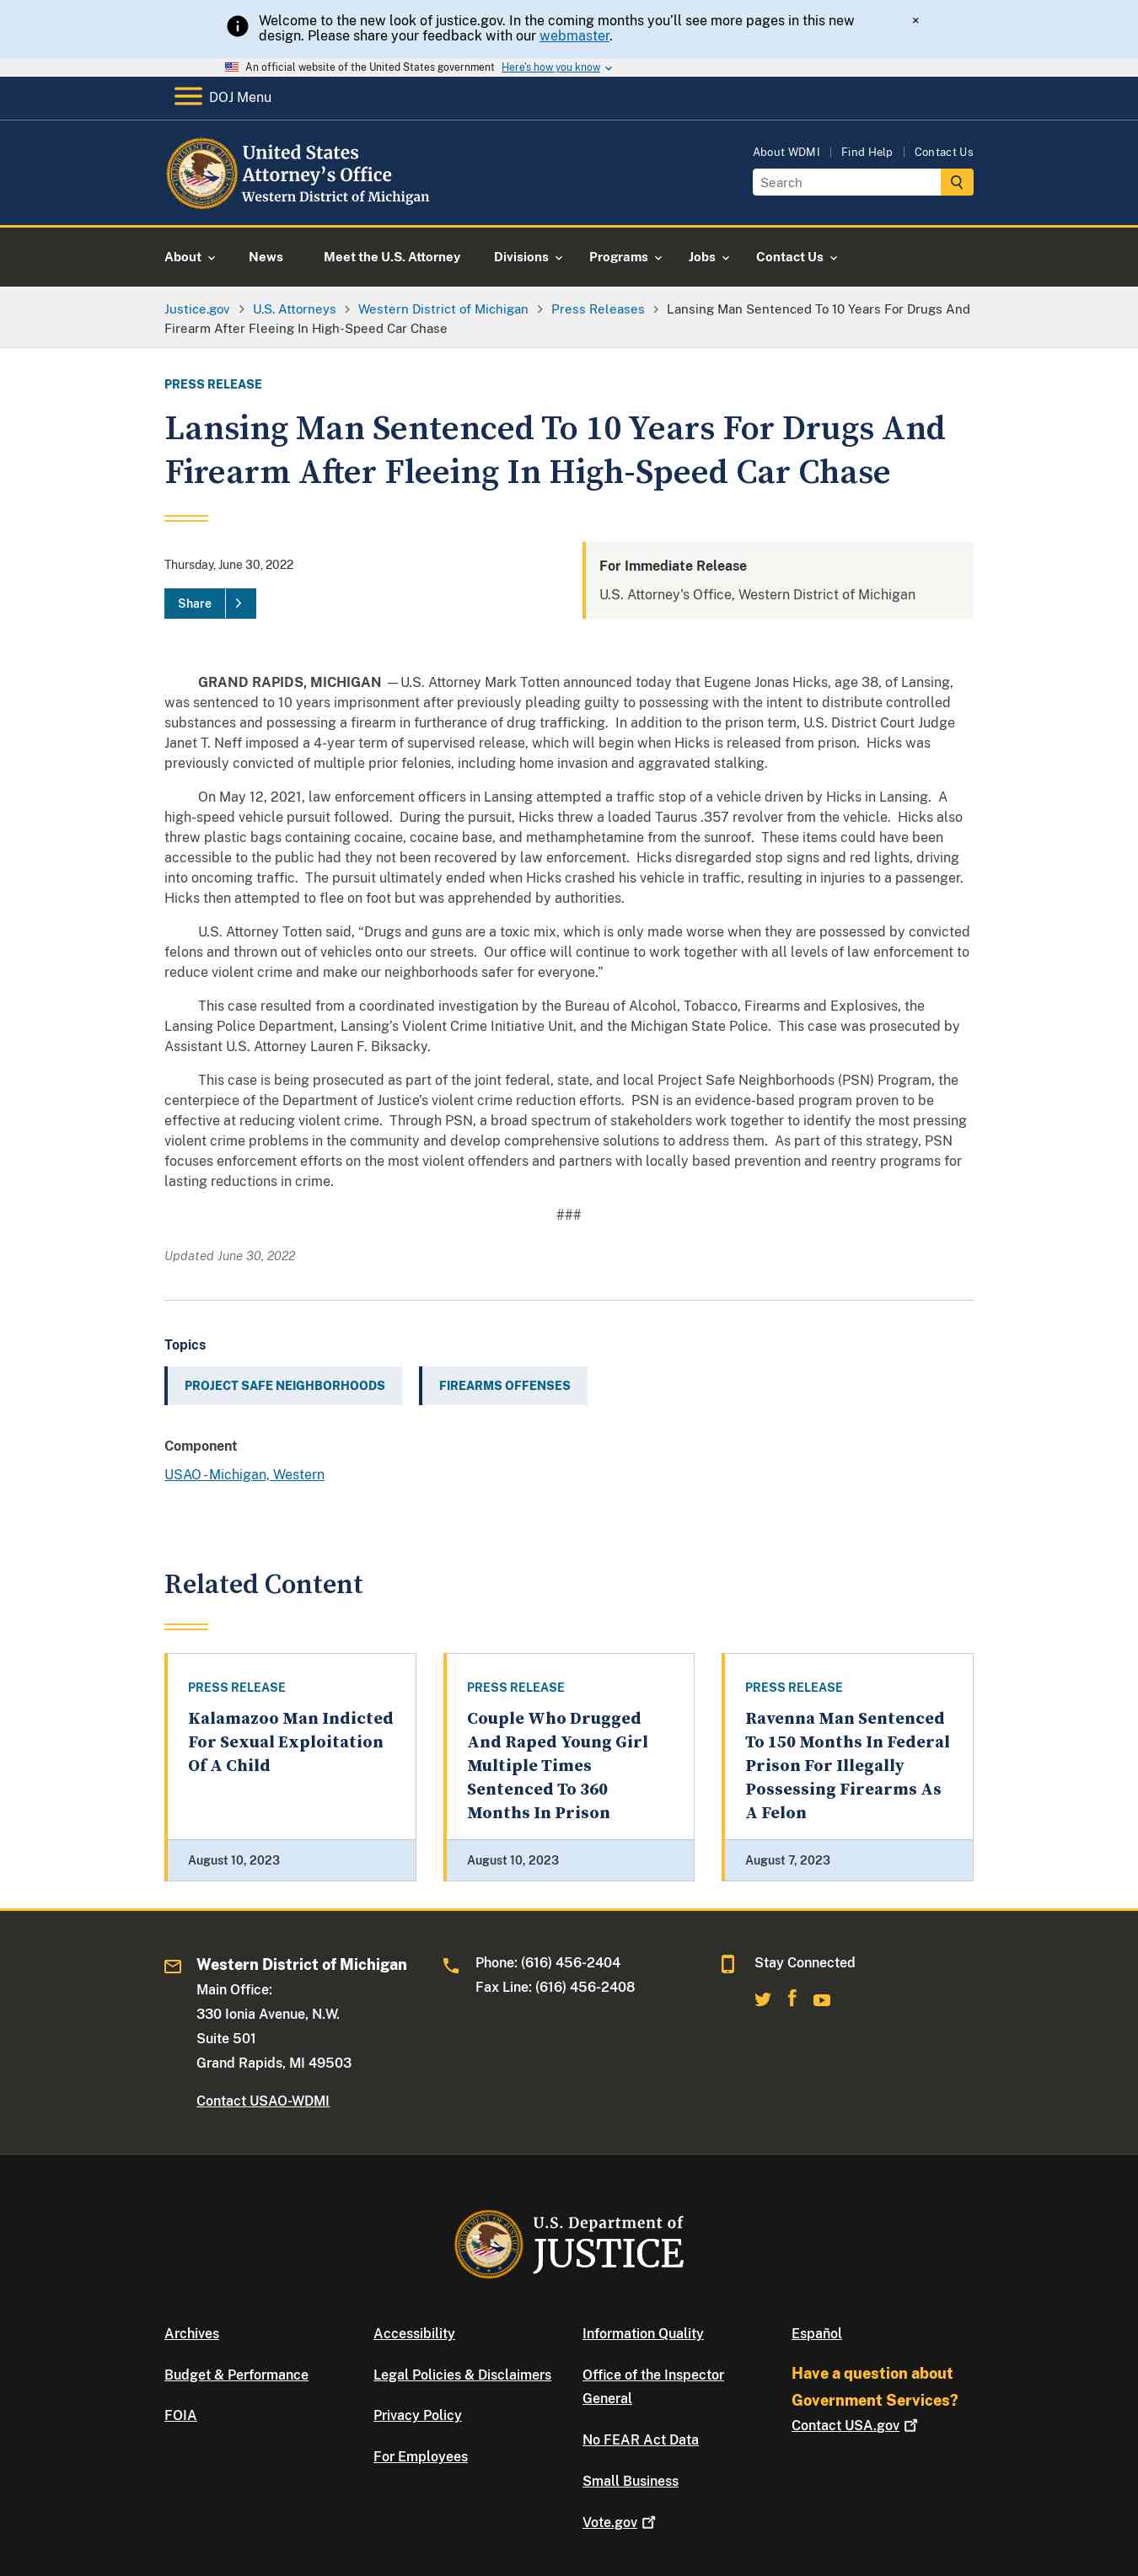 Welcome to the new look of justice.gov. In the coming months you'll see more pages in this new
design. Please share your feedback with our webmaster.
×
An official website of the United States government Here's how you know
DOJ Menu
United States
Attorney's Office
Western District of Michigan
About WDMI | Find Help | Contact Us
Search
About News Meet the U.S. Attorney Divisions Programs Jobs Contact Us
Justice.gov > U.S. Attorneys > Western District of Michigan > Press Releases > Lansing Man Sentenced To 10 Years For Drugs And
Firearm After Fleeing In High-Speed Car Chase
PRESS RELEASE
Lansing Man Sentenced To 10 Years For Drugs And
Firearm After Fleeing In High-Speed Car Chase
Thursday, June 30, 2022
Share
For Immediate Release
U.S. Attorney's Office, Western District of Michigan
GRAND RAPIDS, MICHIGAN — U.S. Attorney Mark Totten announced today that Eugene Jonas Hicks, age 38, of Lansing,
was sentenced to 10 years imprisonment after previously pleading guilty to possessing with the intent to distribute controlled
substances and possessing a firearm in furtherance of drug trafficking. In addition to the prison term, U.S. District Court Judge
Janet T. Neff imposed a 4-year term of supervised release, which will begin when Hicks is released from prison. Hicks was
previously convicted of multiple prior felonies, including home invasion and aggravated stalking.
On May 12, 2021, law enforcement officers in Lansing attempted a traffic stop of a vehicle driven by Hicks in Lansing. A
high-speed vehicle pursuit followed. During the pursuit, Hicks threw a loaded Taurus .357 revolver from the vehicle. Hicks also
threw plastic bags containing cocaine, cocaine base, and methamphetamine from the sunroof. These items could have been
accessible to the public had they not been recovered by law enforcement. Hicks disregarded stop signs and red lights, driving
into oncoming traffic. The pursuit ultimately ended when Hicks crashed his vehicle in traffic, resulting in injuries to a passenger.
Hicks then attempted to flee on foot but was apprehended by authorities.
U.S. Attorney Totten said, “Drugs and guns are a toxic mix, which is only made worse when they are possessed by convicted
felons and thrown out of vehicles onto our streets. Our office will continue to work together with all levels of law enforcement to
reduce violent crime and make our neighborhoods safer for everyone.”
This case resulted from a coordinated investigation by the Bureau of Alcohol, Tobacco, Firearms and Explosives, the
Lansing Police Department, Lansing's Violent Crime Initiative Unit, and the Michigan State Police. This case was prosecuted by
Assistant U.S. Attorney Lauren F. Biksacky.
This case is being prosecuted as part of the joint federal, state, and local Project Safe Neighborhoods (PSN) Program, the
centerpiece of the Department of Justice's violent crime reduction efforts. PSN is an evidence-based program proven to be
effective at reducing violent crime. Through PSN, a broad spectrum of stakeholders work together to identify the most pressing
violent crime problems in the community and develop comprehensive solutions to address them. As part of this strategy, PSN
focuses enforcement efforts on the most violent offenders and partners with locally based prevention and reentry programs for
lasting reductions in crime.
###
Updated June 30, 2022
Topics
PROJECT SAFE NEIGHBORHOODS FIREARMS OFFENSES
Component
USAO - Michigan, Western
Related Content
PRESS RELEASE
Kalamazoo Man Indicted
For Sexual Exploitation
Of A Child
August 10, 2023
PRESS RELEASE
Couple Who Drugged
And Raped Young Girl
Multiple Times
Sentenced To 360
Months In Prison
August 10, 2023
PRESS RELEASE
Ravenna Man Sentenced
To 150 Months In Federal
Prison For Illegally
Possessing Firearms As
A Felon
August 7, 2023
Western District of Michigan
Main Office:
330 Ionia Avenue, N.W.
Suite 501
Grand Rapids, MI 49503
Contact USAO-WDMI
Phone: (616) 456-2404
Fax Line: (616) 456-2408
Stay Connected
U.S. Department of
JUSTICE
Archives
Budget & Performance
FOIA
Accessibility
Legal Policies & Disclaimers
Privacy Policy
For Employees
Information Quality
Office of the Inspector
General
No FEAR Act Data
Small Business
Vote.gov
Español
Have a question about
Government Services?
Contact USA.gov